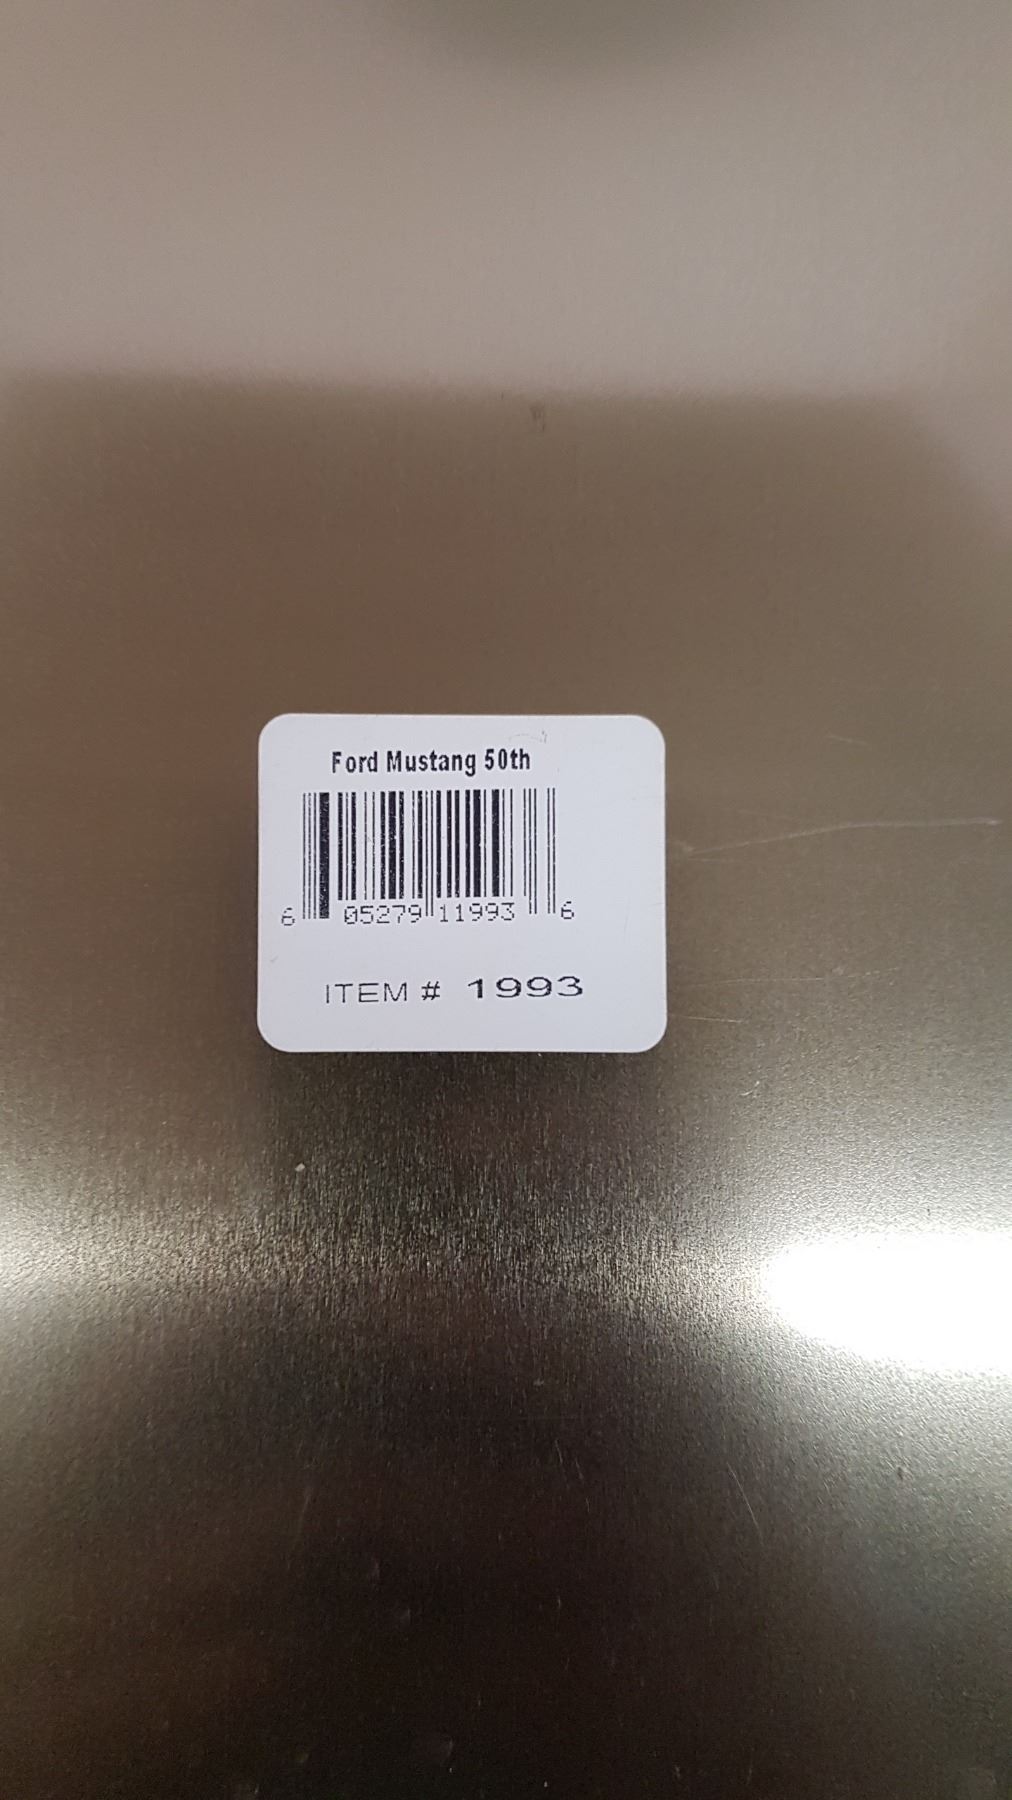 Ford Mustang 50th
6 05279 11993 6
ITEM # 1993